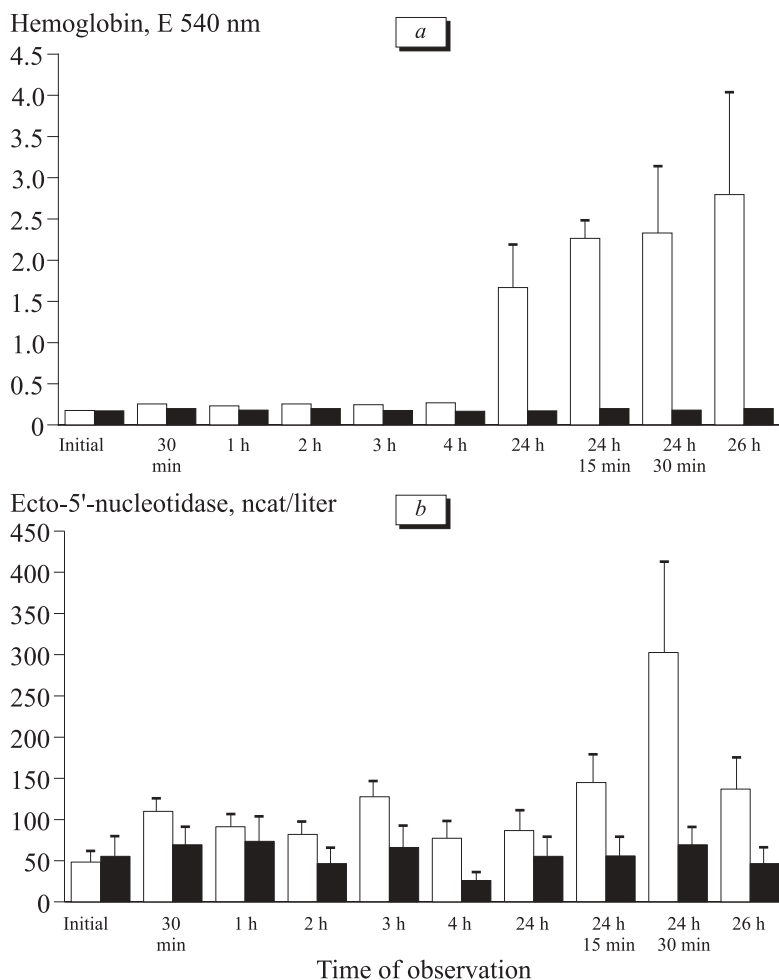 Hemoglobin, E 540 nm
a
4.5
4.0
3.5
3.0
2.5
2.0
1.5
1.0
0.5
0
Initial 30 min 1 h 2 h 3 h 4 h 24 h 24 h 15 min 24 h 30 min 26 h
Ecto-5'-nucleotidase, ncat/liter
b
450
400
350
300
250
200
150
100
50
0
Initial 30 min 1 h 2 h 3 h 4 h 24 h 24 h 15 min 24 h 30 min 26 h
Time of observation